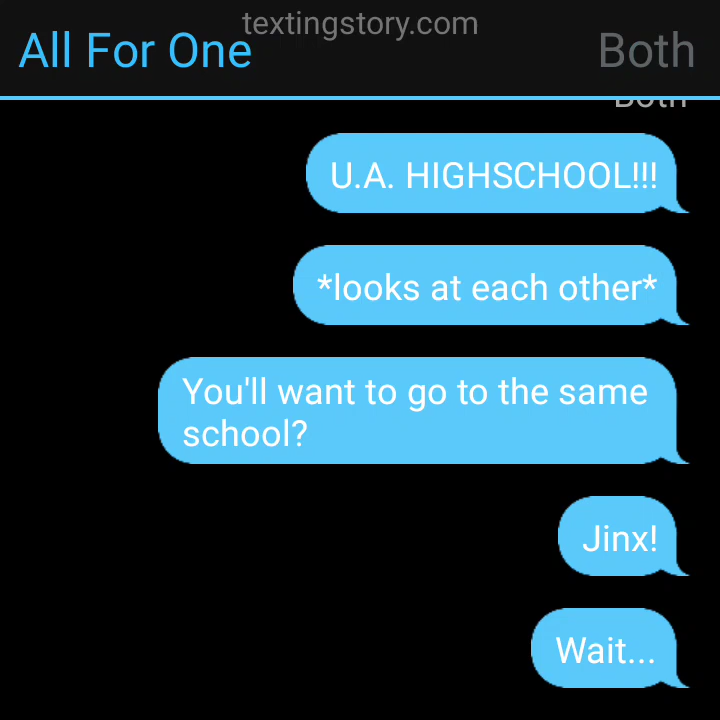 textingstory.com
All For One
Both
Both
U.A. HIGHSCHOOL!!!
*looks at each other*
You'll want to go to the same
school?
Jinx!
Wait...